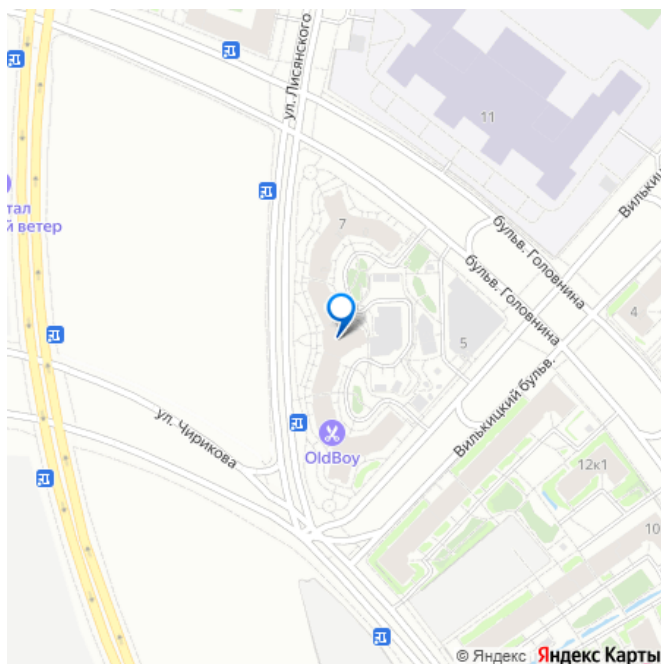 ул. Лисянского
11
Вилькиц
тал
й ветер
7
бульв. Головнина
бульв. Головнина
4
5
Вилькицкий бульв.
ул. Чирикова
OldBoy
12к1
10
© Яндекс Яндекс Карты